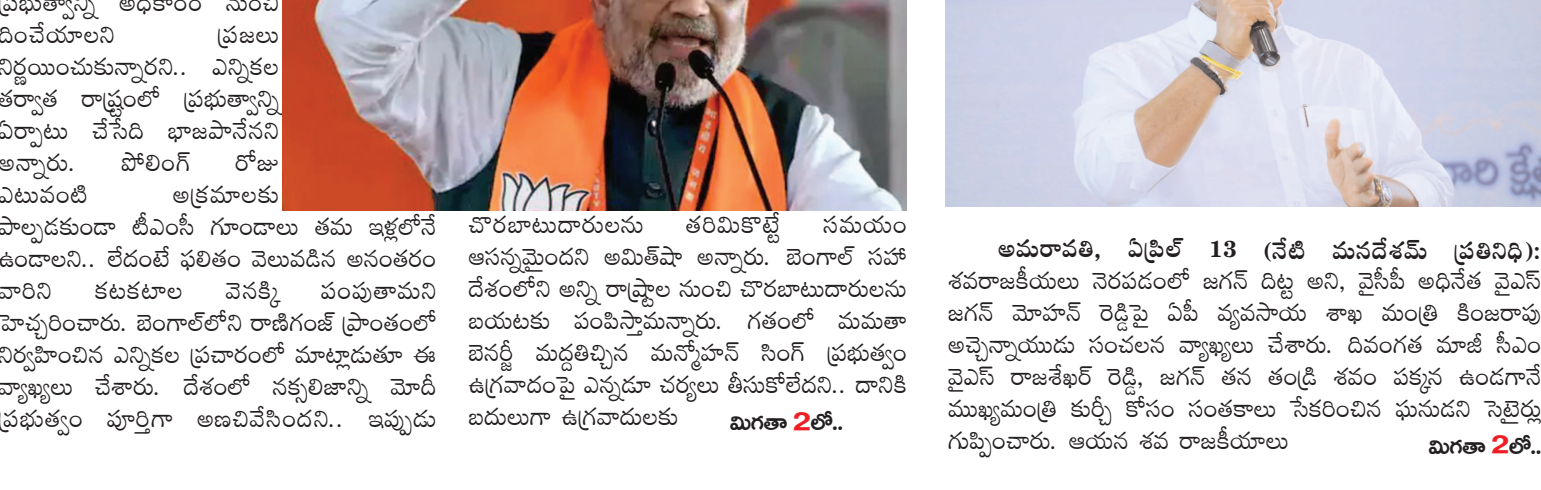 ప్రభుత్వాన్ని అధికారం నుంచి
దించేయాలని ప్రజలు
నిర్ణయించుకున్నారని.. ఎన్నికల
తర్వాత రాష్ట్రంలో ప్రభుత్వాన్ని
ఏర్పాటు చేసేది భాజపానేనని
అన్నారు. పోలింగ్ రోజు
ఎటువంటి అక్రమాలకు
పాల్పడకుండా టీఎంసీ గూండాలు తమ ఇళ్లలోనే
ఉండాలని.. లేదంటే ఫలితం వెలువడిన అనంతరం
వారిని కటకటాల వెనక్కి పంపుతామని
హెచ్చరించారు. బెంగాల్‌లోని రాణిగంజ్ ప్రాంతంలో
నిర్వహించిన ఎన్నికల ప్రచారంలో మాట్లాడుతూ ఈ
వ్యాఖ్యలు చేశారు. దేశంలో నక్సలిజాన్ని మోదీ
ప్రభుత్వం పూర్తిగా అణచివేసిందని.. ఇప్పుడు
చొరబాటుదారులను తరిమికొట్టే సమయం
ఆసన్నమైందని అమిత్‌షా అన్నారు. బెంగాల్ సహా
దేశంలోని అన్ని రాష్ట్రాల నుంచి చొరబాటుదారులను
బయటకు పంపిస్తామన్నారు. గతంలో మమతా
బెనర్జీ మద్దతిచ్చిన మన్మోహన్ సింగ్ ప్రభుత్వం
ఉగ్రవాదంపై ఎన్నడూ చర్యలు తీసుకోలేదని.. దానికి
బదులుగా ఉగ్రవాదులకు మిగతా 2లో..
గారి క్షే
అమరావతి, ఏప్రిల్ 13 (నేటి మనదేశమ్ ప్రతినిధి):
శవరాజకీయలు నెరపడంలో జగన్ దిట్ట అని, వైసీపీ అధినేత వైఎస్
జగన్ మోహన్ రెడ్డిపై ఏపీ వ్యవసాయ శాఖ మంత్రి కింజరాపు
అచ్చెన్నాయుడు సంచలన వ్యాఖ్యలు చేశారు. దివంగత మాజీ సీఎం
వైఎస్ రాజశేఖర్ రెడ్డి, జగన్ తన తండ్రి శవం పక్కన ఉండగానే
ముఖ్యమంత్రి కుర్చీ కోసం సంతకాలు సేకరించిన ఘనుడని సెటైర్లు
గుప్పించారు. ఆయన శవ రాజకీయాలు మిగతా 2లో..